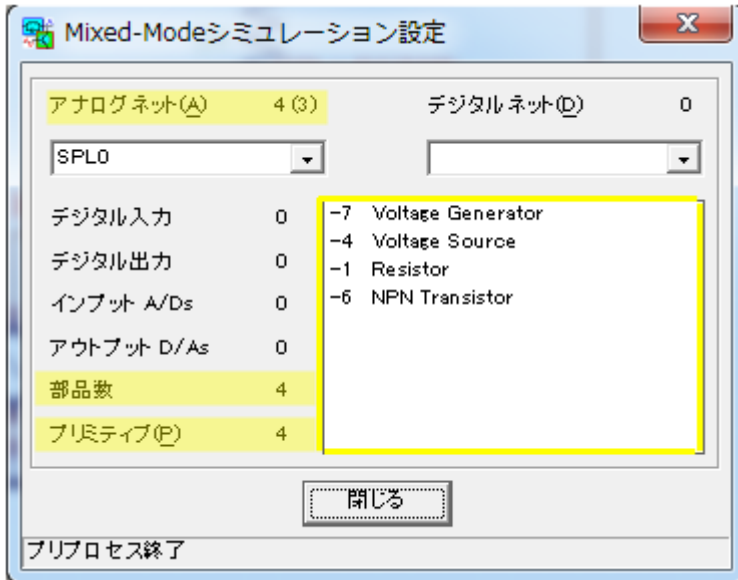 Mixed-Modeシミュレーション設定
アナログネット(A) 4(3) デジタルネット(D) 0
SPL0
デジタル入力 0
デジタル出力 0
インプット A/Ds 0
アウトプット D/As 0
部品数 4
プリミティブ(P) 4
-7 Voltage Generator
-4 Voltage Source
-1 Resistor
-6 NPN Transistor
閉じる
プリプロセス終了